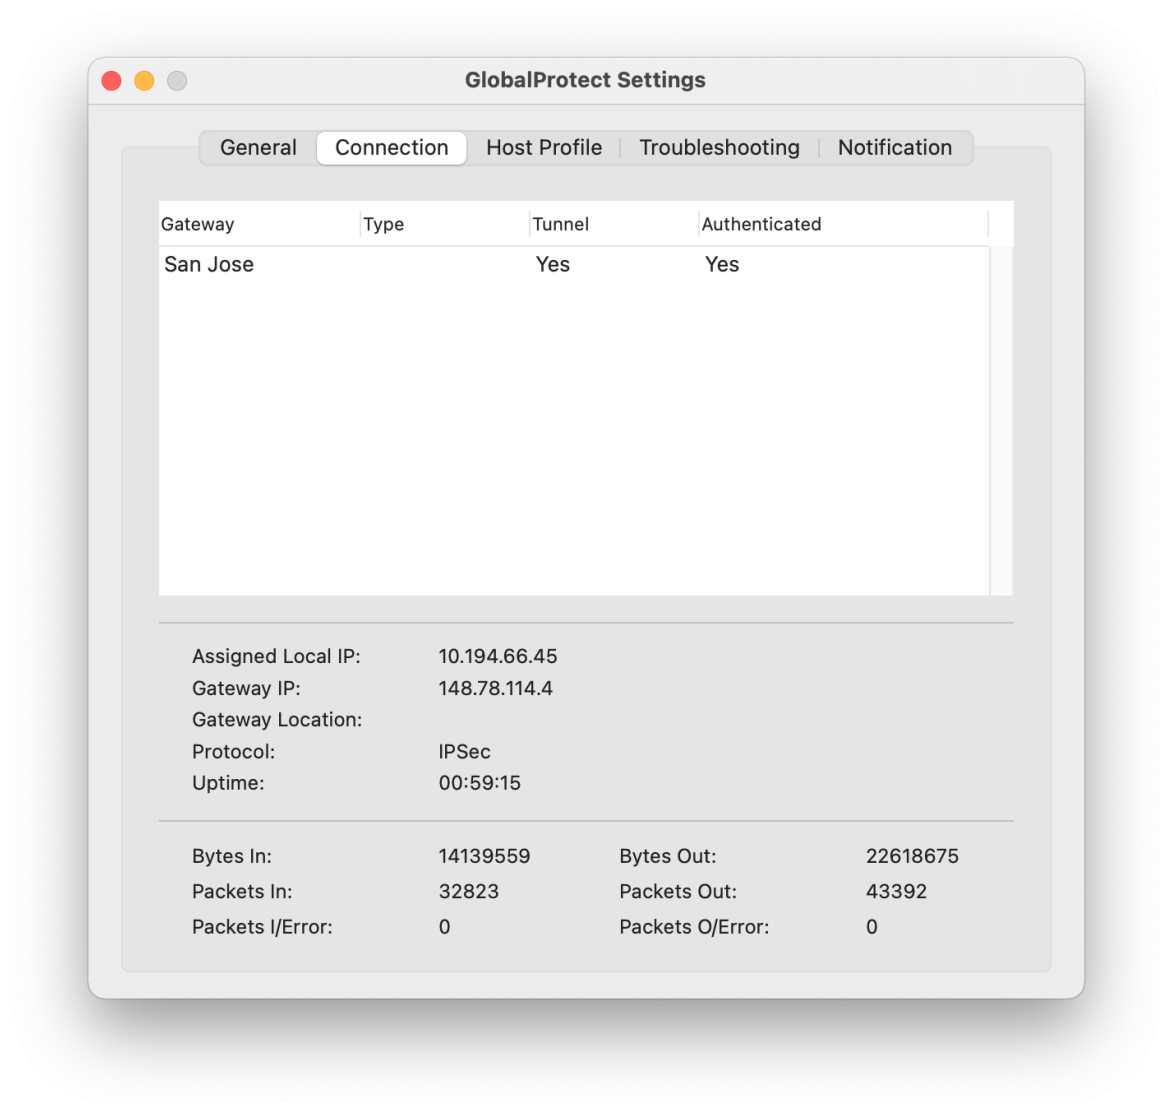 GlobalProtect Settings
General Connection Host Profile Troubleshooting Notification
Gateway Type Tunnel Authenticated
San Jose Yes Yes
Assigned Local IP: 10.194.66.45
Gateway IP: 148.78.114.4
Gateway Location:
Protocol: IPSec
Uptime: 00:59:15
Bytes In: 14139559 Bytes Out: 22618675
Packets In: 32823 Packets Out: 43392
Packets I/Error: 0 Packets O/Error: 0